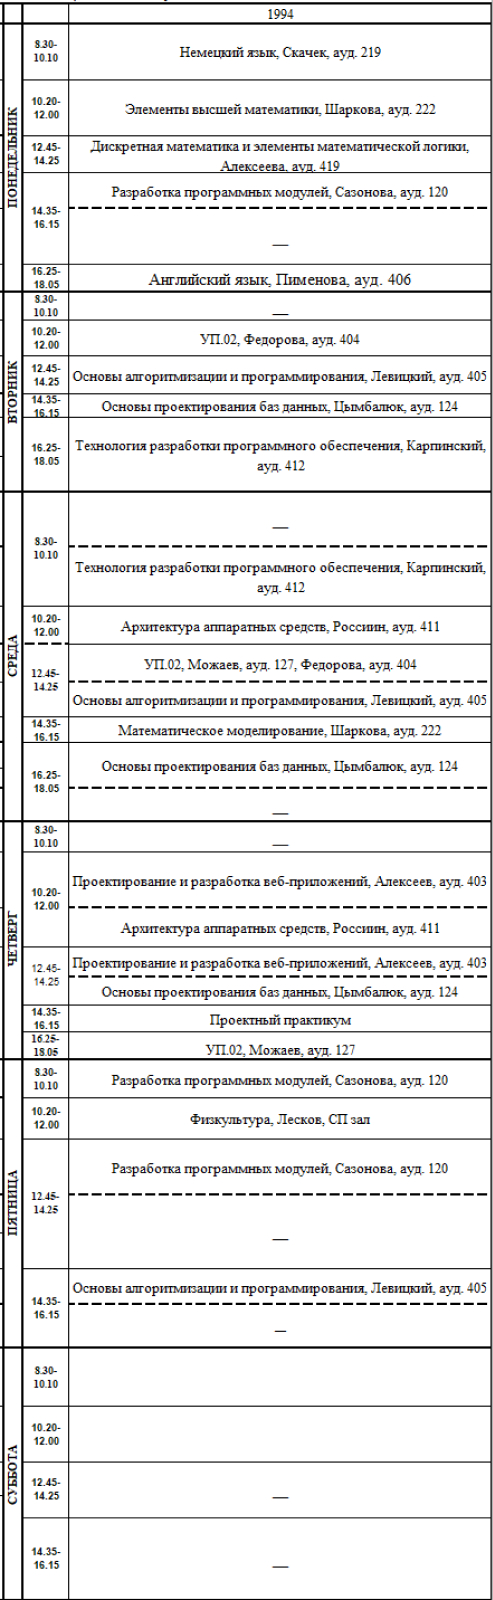 1994
ПОНЕДЕЛЬНИК
8.30-
10.10
Немецкий язык, Скачек, ауд. 219
10.20-
12.00
Элементы высшей математики, Шаркова, ауд. 222
12.45-
14.25
Дискретная математика и элементы математической логики,
Алексеева, ауд. 419
14.35-
16.15
Разработка программных модулей, Сазонова, ауд. 120
—
16.25-
18.05
Английский язык, Пименова, ауд. 406
ВТОРНИК
8.30-
10.10
—
10.20-
12.00
УП.02, Федорова, ауд. 404
12.45-
14.25
Основы алгоритмизации и программирования, Левицкий, ауд. 405
14.35-
16.15
Основы проектирования баз данных, Цымбалюк, ауд. 124
16.25-
18.05
Технология разработки программного обеспечения, Карпинский,
ауд. 412
СРЕДА
8.30-
10.10
—
Технология разработки программного обеспечения, Карпинский,
ауд. 412
10.20-
12.00
Архитектура аппаратных средств, Россиин, ауд. 411
12.45-
14.25
УП.02, Можаев, ауд. 127, Федорова, ауд. 404
Основы алгоритмизации и программирования, Левицкий, ауд. 405
14.35-
16.15
Математическое моделирование, Шаркова, ауд. 222
16.25-
18.05
Основы проектирования баз данных, Цымбалюк, ауд. 124
—
ЧЕТВЕРГ
8.30-
10.10
—
10.20-
12.00
Проектирование и разработка веб-приложений, Алексеев, ауд. 403
Архитектура аппаратных средств, Россиин, ауд. 411
12.45-
14.25
Проектирование и разработка веб-приложений, Алексеев, ауд. 403
Основы проектирования баз данных, Цымбалюк, ауд. 124
14.35-
16.15
Проектный практикум
16.25-
18.05
УП.02, Можаев, ауд. 127
ПЯТНИЦА
8.30-
10.10
Разработка программных модулей, Сазонова, ауд. 120
10.20-
12.00
Физкультура, Лесков, СП зал
12.45-
14.25
Разработка программных модулей, Сазонова, ауд. 120
—
14.35-
16.15
Основы алгоритмизации и программирования, Левицкий, ауд. 405
—
СУББОТА
8.30-
10.10
10.20-
12.00
12.45-
14.25
—
14.35-
16.15
—